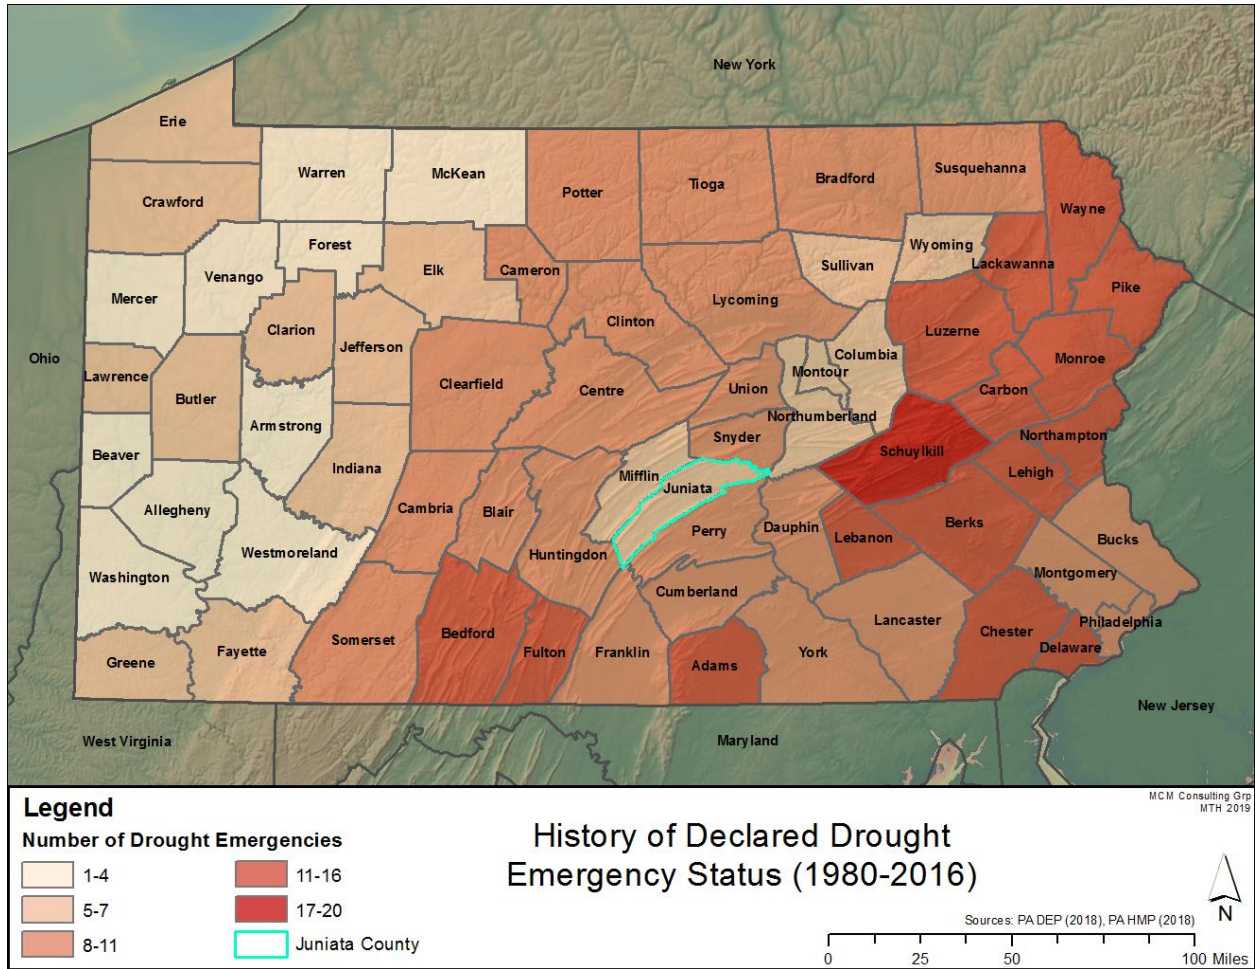 New York
Erie
Warren
McKean
Potter
Tioga
Bradford
Susquehanna
Wayne
Crawford
Forest
Wyoming
Lackawanna
Venango
Elk
Cameron
Sullivan
Pike
Mercer
Lycoming
Clarion
Clinton
Luzerne
Ohio
Jefferson
Columbia
Monroe
Lawrence
Montour
Clearfield
Centre
Union
Carbon
Butler
Armstrong
Northumberland
Northampton
Snyder
Beaver
Schuylkill
Indiana
Mifflin
Lehigh
Juniata
Allegheny
Cambria
Blair
Perry
Dauphin
Berks
Lebanon
Bucks
Westmoreland
Huntingdon
Washington
Montgomery
Cumberland
Lancaster
Philadelphia
Bedford
Chester
Somerset
Delaware
Greene
Fayette
Fulton
Franklin
York
Adams
New Jersey
West Virginia
Maryland
MCM Consulting Grp
MTH 2019
Legend
Number of Drought Emergencies
1-4
5-7
8-11
11-16
17-20
Juniata County
History of Declared Drought
Emergency Status (1980-2016)
N
Sources: PA DEP (2018), PA HMP (2018)
0 25 50 100 Miles